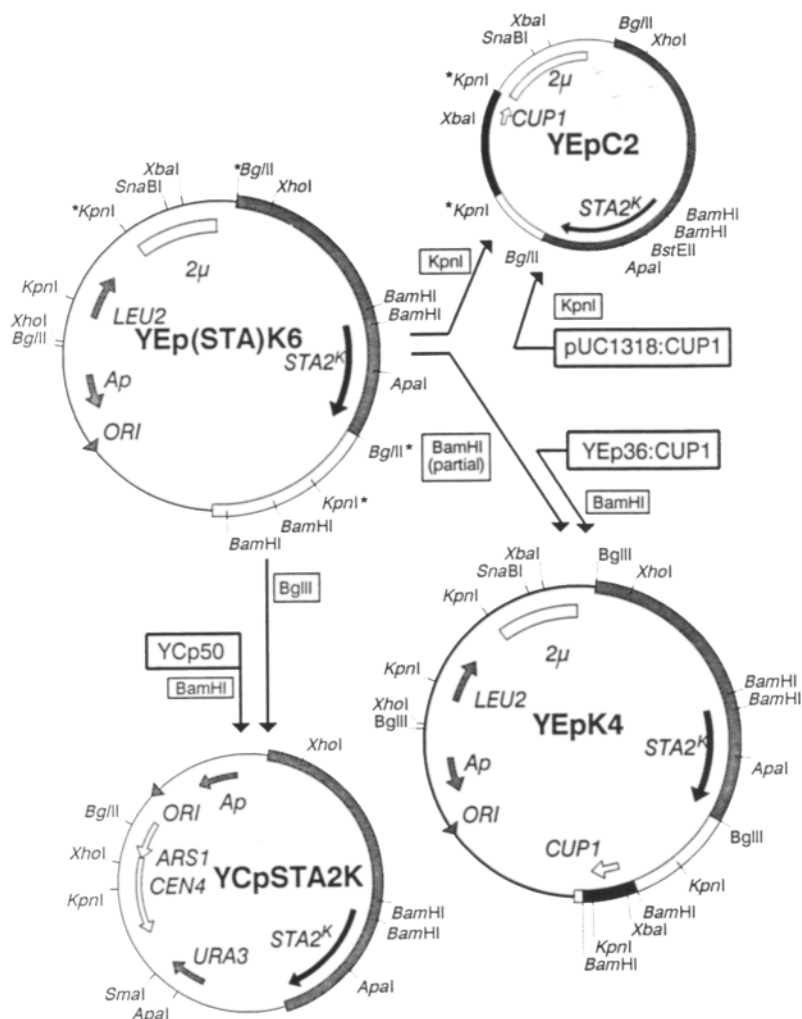 XbaI
SnaBI
BglII
XhoI
*KpnI
2µ
XbaI
CUP1
YEpC2
*KpnI
STA2K
BamHI
BamHI
BstEII
ApaI
BglII
XbaI
SnaBI
*BglII
XhoI
*KpnI
2µ
KpnI
LEU2
XhoI
BglII
YEp(STA)K6
BamHI
BamHI
STA2K
Ap
ApaI
ORI
BglII*
KpnI*
BamHI
BamHI
KpnI
KpnI
pUC1318:CUP1
BamHI
(partial)
YEp36:CUP1
BamHI
BglII
YCp50
BamHI
XbaI
SnaBI
BglII
XhoI
KpnI
2µ
KpnI
LEU2
XhoI
BglII
YEpK4
BamHI
BamHI
STA2K
Ap
ApaI
ORI
BglII
CUP1
KpnI
BamHI
XbaI
KpnI
BamHI
XhoI
Ap
ORI
BglII
ARS1
XhoI
CEN4
KpnI
YCpSTA2K
BamHI
BamHI
STA2K
URA3
SmaI
ApaI
ApaI